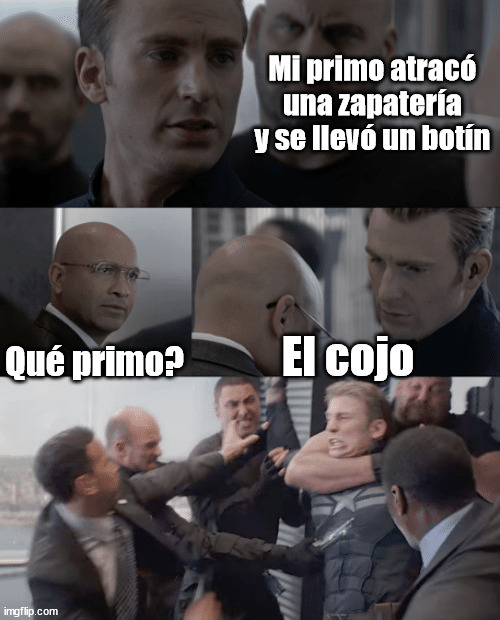 Mi primo atracó
una zapatería
y se llevó un botín
Qué primo?
El cojo
imgflip.com